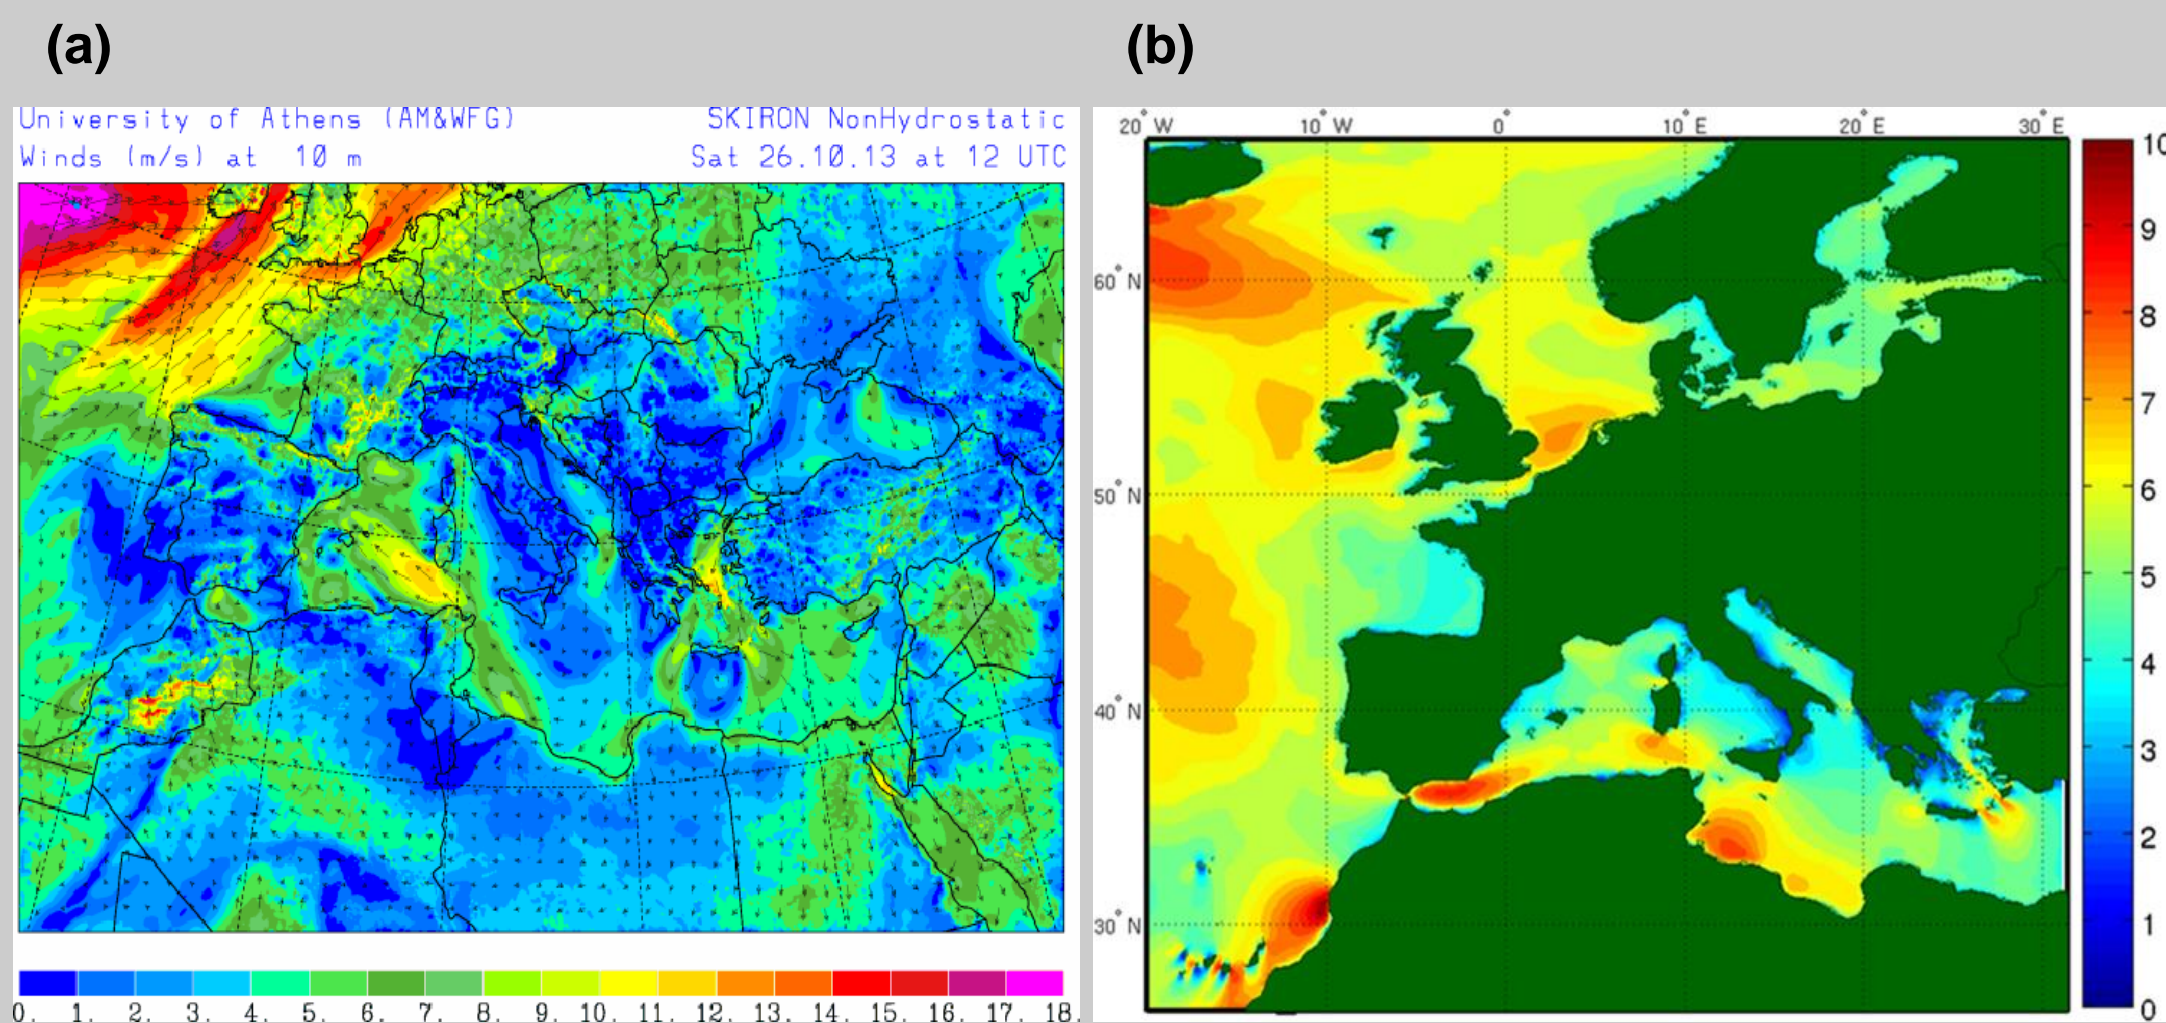 (a) (b)
University of Athens (AM&WFG) SKIRON NonHydrostatic
Winds (m/s) at 10 m Sat 26.10.13 at 12 UTC
0. 1. 2. 3. 4. 5. 6. 7. 8. 9. 10. 11. 12. 13. 14. 15. 16. 17. 18.
20° W 10° W 0° 10° E 20° E 30° E
60° N
50° N
40° N
30° N
10
9
8
7
6
5
4
3
2
1
0